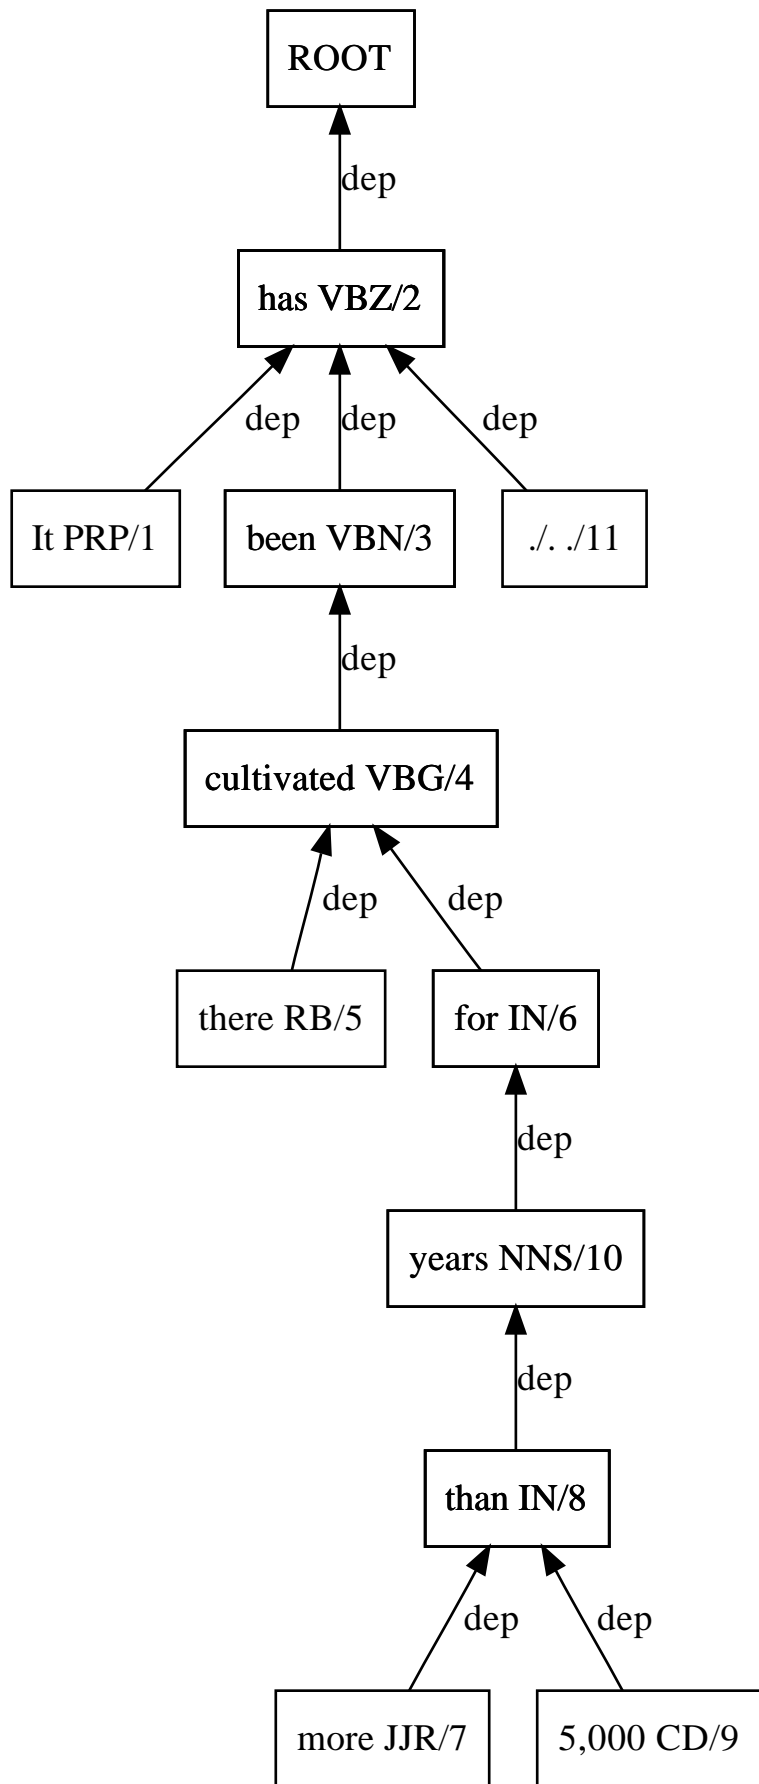 ROOT
dep
has VBZ/2
dep dep dep
It PRP/1 been VBN/3 ./. ./11
dep
cultivated VBG/4
dep dep
there RB/5 for IN/6
dep
years NNS/10
dep
than IN/8
dep dep
more JJR/7 5,000 CD/9